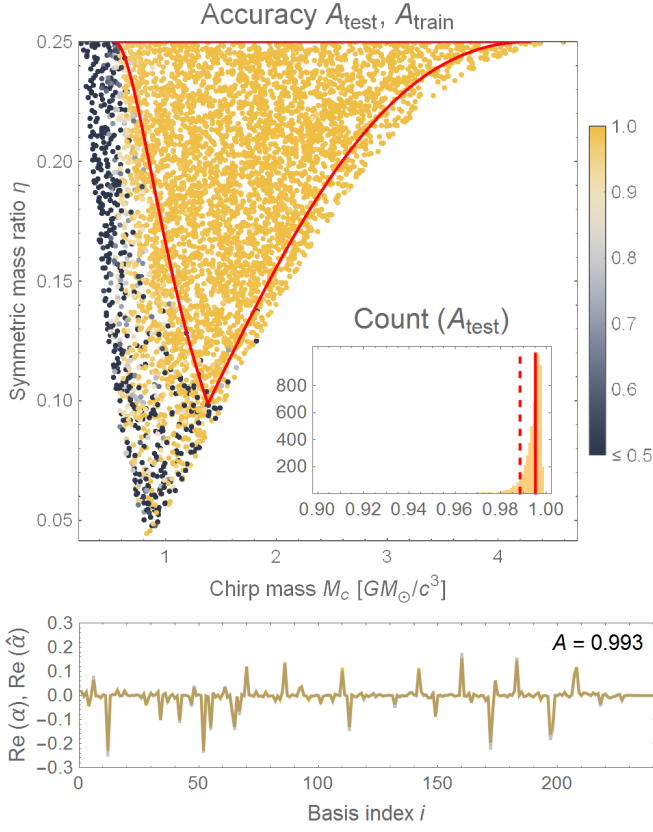 Accuracy A_test, A_train
0.25
0.20
0.15
0.10
0.05
Symmetric mass ratio η
1 2 3 4
Chirp mass M_c [GM_⊙/c^3]
1.0
0.9
0.8
0.7
0.6
≤ 0.5
Count (A_test)
800
600
400
200
0.90 0.92 0.94 0.96 0.98 1.00
Re (α), Re (α̂)
0.3
0.2
0.1
0.0
−0.1
−0.2
−0.3
A = 0.993
0 50 100 150 200
Basis index i